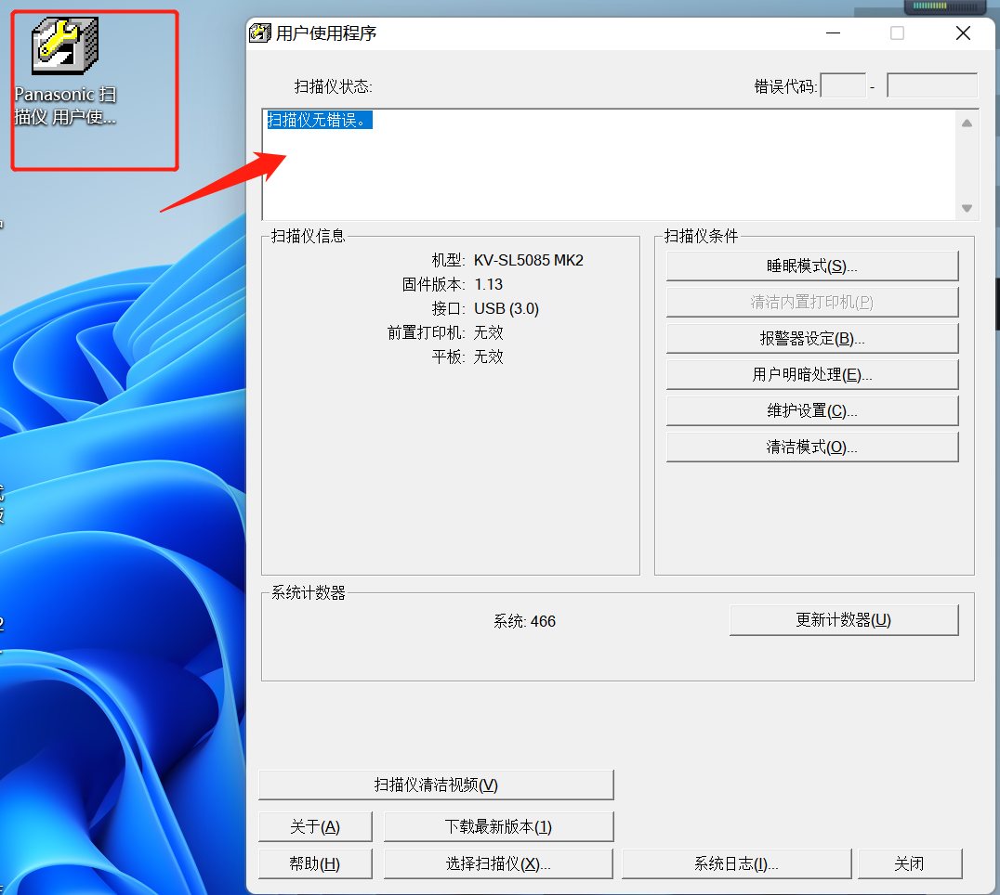 Panasonic 扫
描仪 用户使...
用户使用程序
扫描仪状态:
错误代码: -
扫描仪无错误。
扫描仪信息
机型: KV-SL5085 MK2
固件版本: 1.13
接口: USB (3.0)
前置打印机: 无效
平板: 无效
扫描仪条件
睡眠模式(S)...
清洁内置打印机(P)
报警器设定(B)...
用户明暗处理(E)...
维护设置(C)...
清洁模式(O)...
系统计数器
系统: 466
更新计数器(U)
扫描仪清洁视频(V)
关于(A)
下载最新版本(1)
帮助(H)
选择扫描仪(X)...
系统日志(I)...
关闭